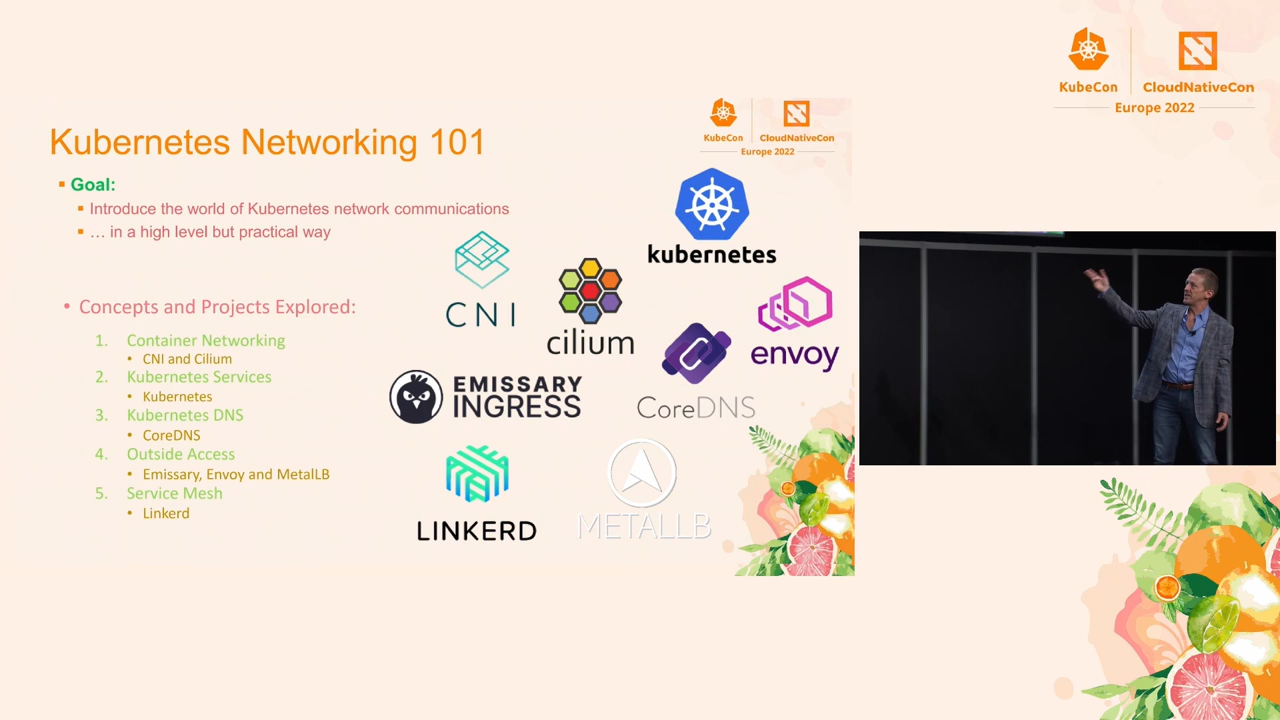 KubeCon
CloudNativeCon
Europe 2022
Kubernetes Networking 101
KubeCon
CloudNativeCon
Europe 2022
▪ Goal:
▪ Introduce the world of Kubernetes network communications
▪ … in a high level but practical way
• Concepts and Projects Explored:
1. Container Networking
• CNI and Cilium
2. Kubernetes Services
• Kubernetes
3. Kubernetes DNS
• CoreDNS
4. Outside Access
• Emissary, Envoy and MetalLB
5. Service Mesh
• Linkerd
kubernetes
CNI
cilium
envoy
EMISSARY
INGRESS
CoreDNS
LINKERD
METALLB